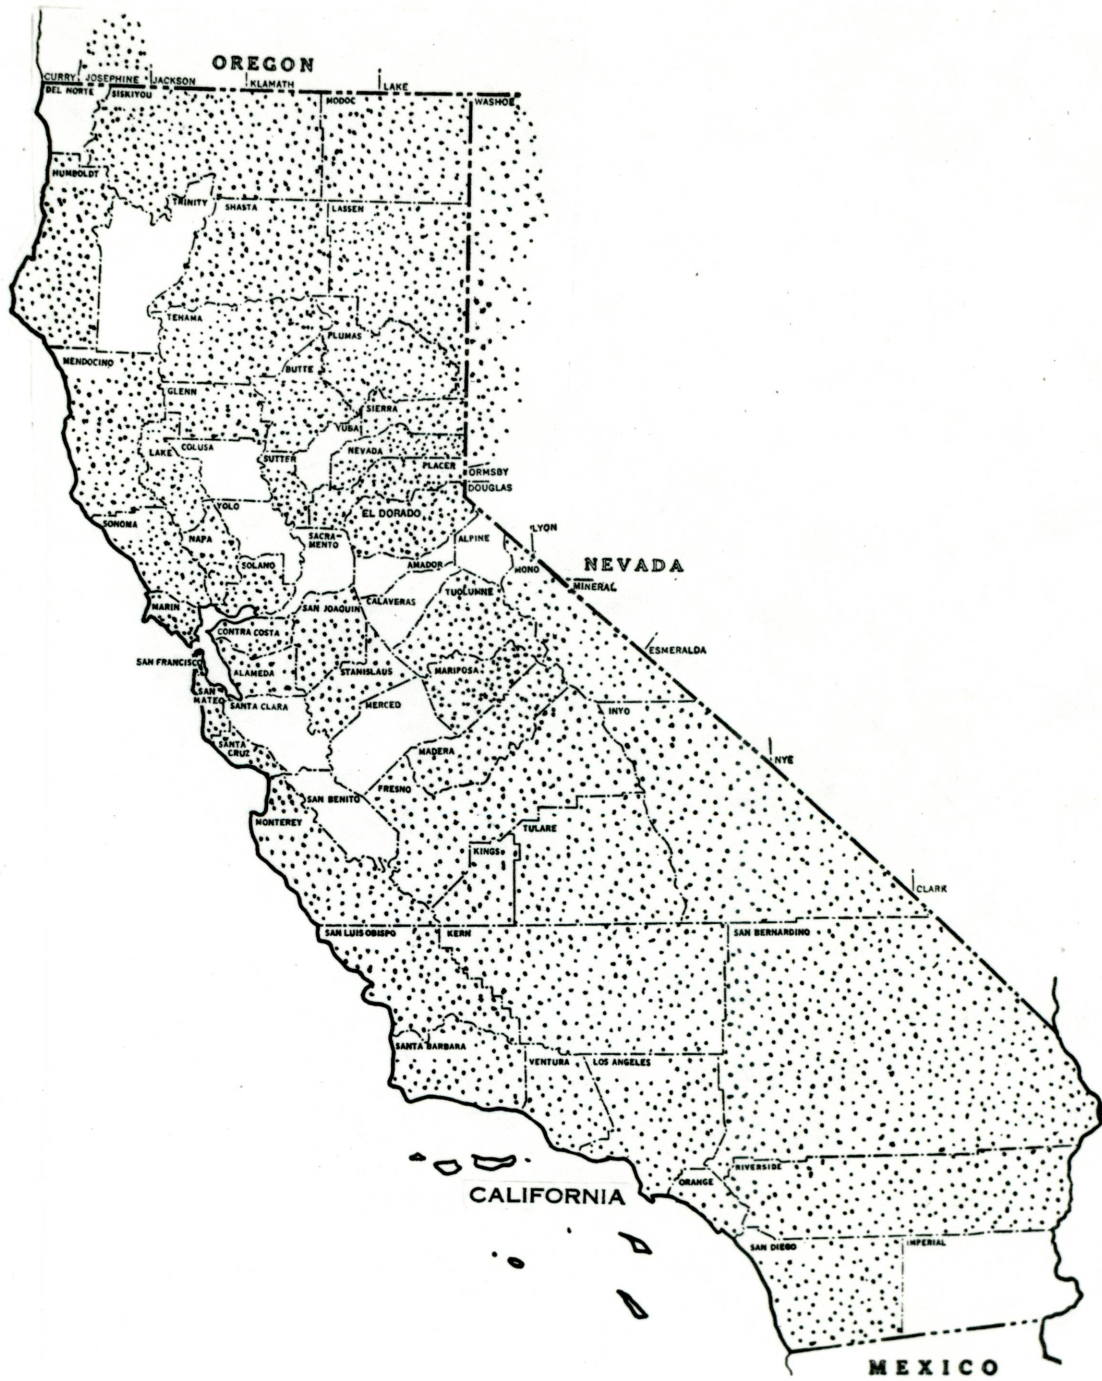 OREGON
CURRY
JOSEPHINE
JACKSON
KLAMATH
LAKE
DEL NORTE
SISKIYOU
MODOC
WASHOE
HUMBOLDT
TRINITY
SHASTA
LASSEN
TEHAMA
PLUMAS
MENDOCINO
BUTTE
GLENN
SIERRA
YUBA
LAKE
COLUSA
NEVADA
SUTTER
PLACER
ORMSBY
DOUGLAS
YOLO
EL DORADO
SONOMA
LYON
NAPA
SACRA-
MENTO
ALPINE
SOLANO
AMADOR
MONO
NEVADA
MINERAL
TUOLUMNE
MARIN
SAN JOAQUIN
CALAVERAS
CONTRA COSTA
ESMERALDA
SAN FRANCISCO
ALAMEDA
STANISLAUS
MARIPOSA
SAN
MATEO
SANTA CLARA
MERCED
INYO
SANTA
CRUZ
MADERA
NYE
FRESNO
SAN BENITO
MONTEREY
TULARE
KINGS
CLARK
SAN LUIS OBISPO
KERN
SAN BERNARDINO
SANTA BARBARA
VENTURA
LOS ANGELES
RIVERSIDE
ORANGE
CALIFORNIA
SAN DIEGO
IMPERIAL
MEXICO